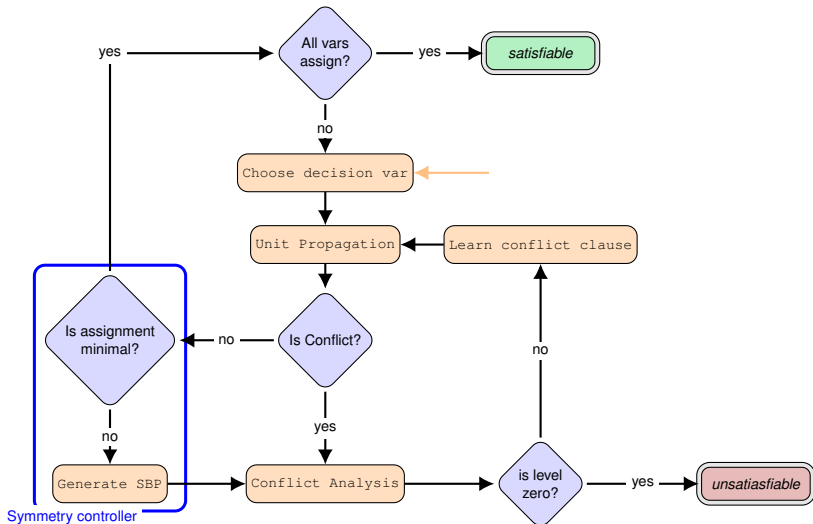 All vars
assign?
yes
yes
satisfiable
no
Choose decision var
Unit Propagation
Learn conflict clause
Is assignment
minimal?
no
Is Conflict?
no
no
yes
Generate SBP
Conflict Analysis
is level
zero?
yes
unsatiasfiable
Symmetry controller